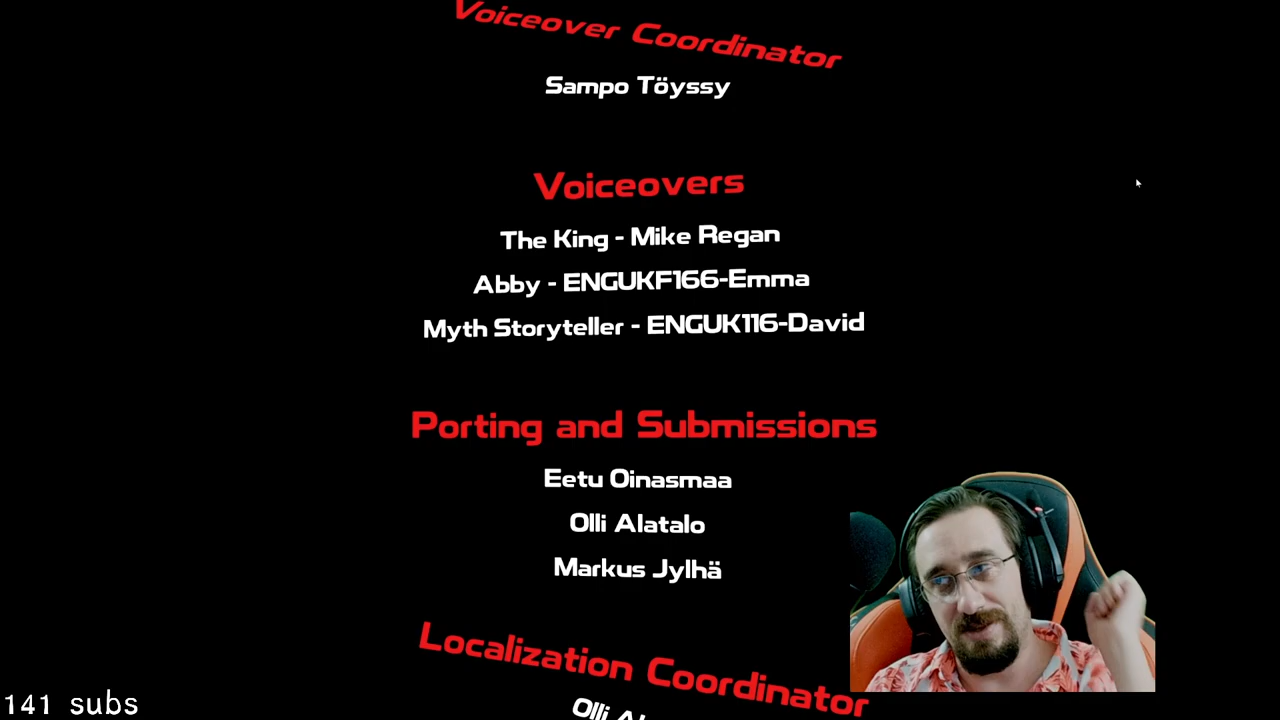 Voiceover Coordinator
Sampo Töyssy
Voiceovers
The King - Mike Regan
Abby - ENGUKF166-Emma
Myth Storyteller - ENGUK116-David
Porting and Submissions
Eetu Oinasmaa
Olli Alatalo
Markus Jylhä
Localization Coordinator
Olli
141 subs